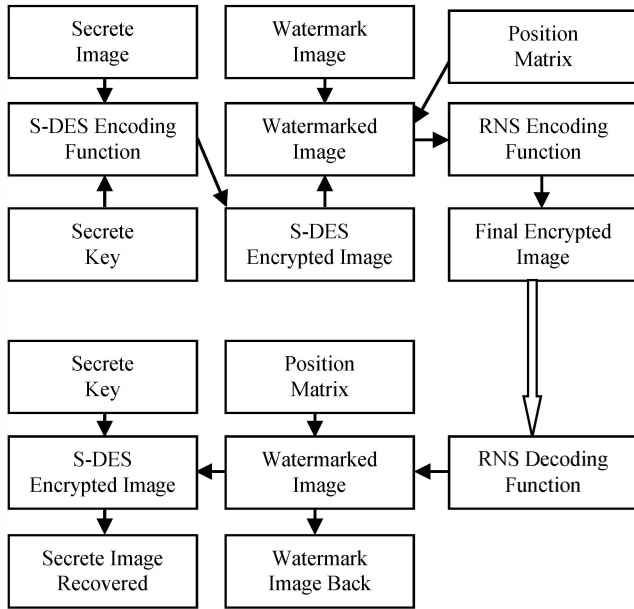 Secrete
Image
Watermark
Image
Position
Matrix
S-DES Encoding
Function
Watermarked
Image
RNS Encoding
Function
Secrete
Key
S-DES
Encrypted Image
Final Encrypted
Image
Secrete
Key
Position
Matrix
S-DES
Encrypted Image
Watermarked
Image
RNS Decoding
Function
Secrete Image
Recovered
Watermark
Image Back